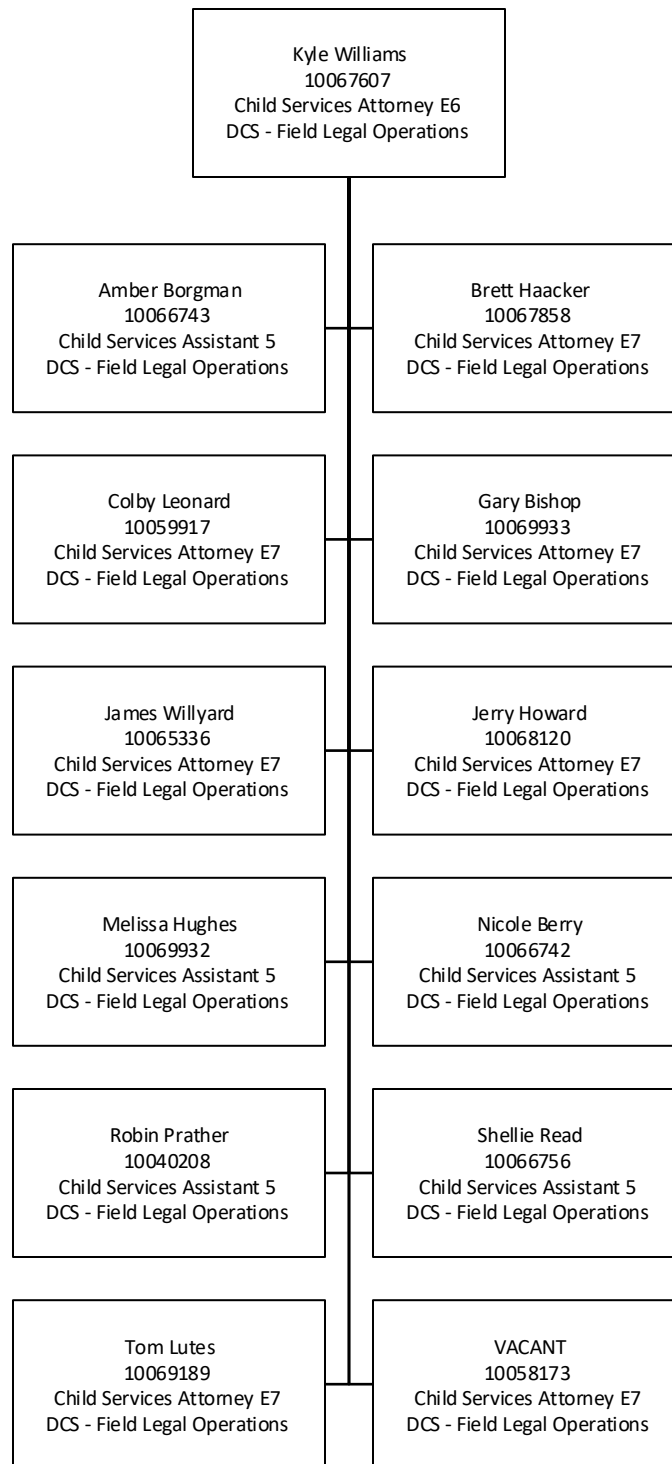 Kyle Williams
10067607
Child Services Attorney E6
DCS - Field Legal Operations
Amber Borgman
10066743
Child Services Assistant 5
DCS - Field Legal Operations
Brett Haacker
10067858
Child Services Attorney E7
DCS - Field Legal Operations
Colby Leonard
10059917
Child Services Attorney E7
DCS - Field Legal Operations
Gary Bishop
10069933
Child Services Attorney E7
DCS - Field Legal Operations
James Willyard
10065336
Child Services Attorney E7
DCS - Field Legal Operations
Jerry Howard
10068120
Child Services Attorney E7
DCS - Field Legal Operations
Melissa Hughes
10069932
Child Services Assistant 5
DCS - Field Legal Operations
Nicole Berry
10066742
Child Services Assistant 5
DCS - Field Legal Operations
Robin Prather
10040208
Child Services Assistant 5
DCS - Field Legal Operations
Shellie Read
10066756
Child Services Assistant 5
DCS - Field Legal Operations
Tom Lutes
10069189
Child Services Attorney E7
DCS - Field Legal Operations
VACANT
10058173
Child Services Attorney E7
DCS - Field Legal Operations